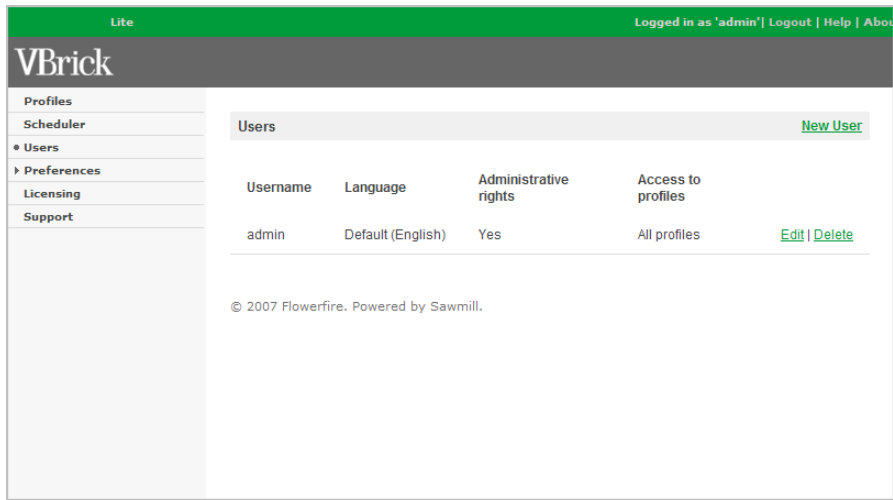 Lite
Logged in as 'admin'| Logout | Help |
VBrick
Profiles
Scheduler
Users
Preferences
Licensing
Support
Users New User
Username Language Administrative rights Access to profiles
admin Default (English) Yes All profiles Edit | Delete
© 2007 Flowerfire. Powered by Sawmill.